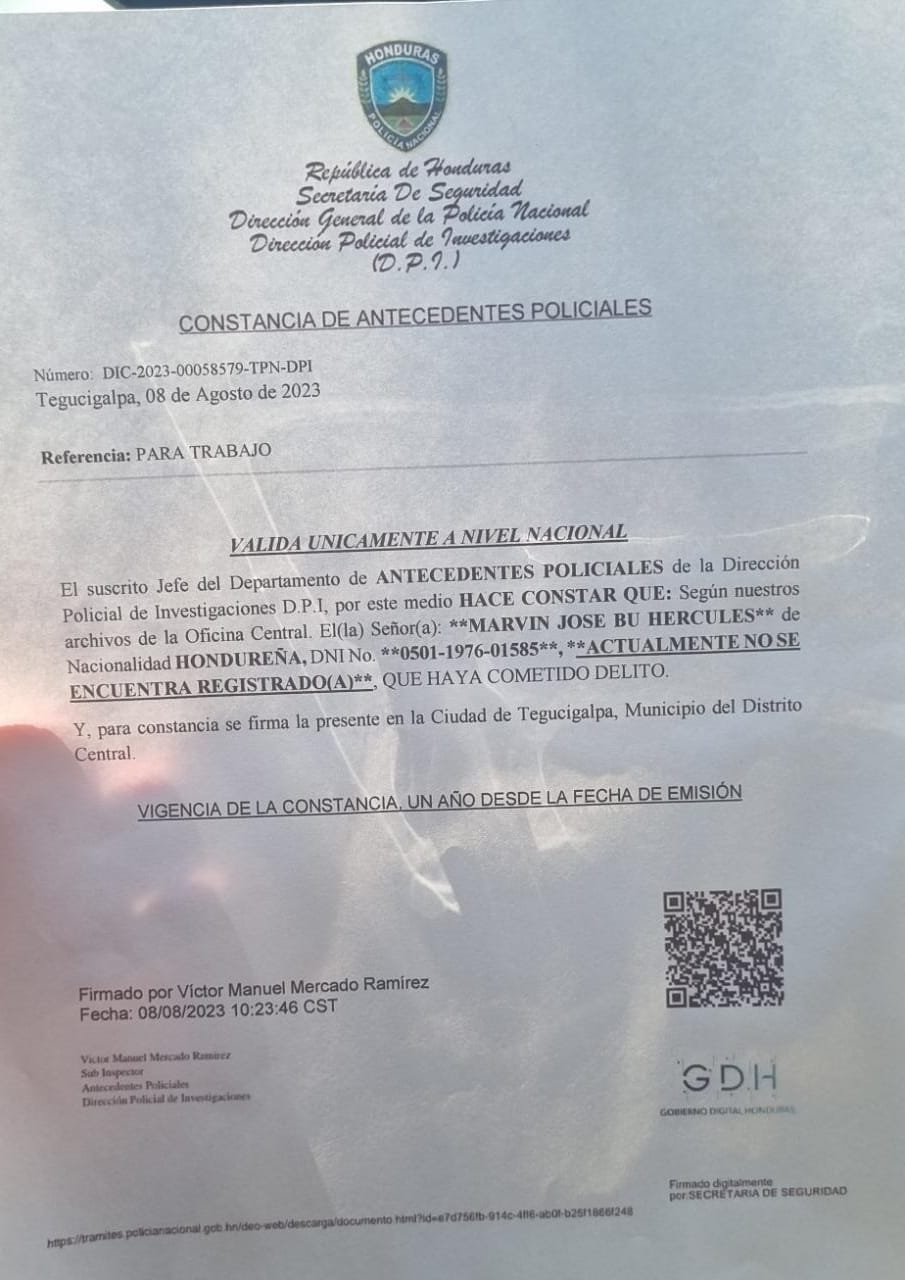 HONDURAS
POLICIA NACIONAL
República de Honduras
Secretaría De Seguridad
Dirección General de la Policía Nacional
Dirección Policial de Investigaciones
(D.P.I.)
CONSTANCIA DE ANTECEDENTES POLICIALES
Número: DIC-2023-00058579-TPN-DPI
Tegucigalpa, 08 de Agosto de 2023
Referencia: PARA TRABAJO
VALIDA UNICAMENTE A NIVEL NACIONAL
El suscrito Jefe del Departamento de ANTECEDENTES POLICIALES de la Dirección
Policial de Investigaciones D.P.I, por este medio HACE CONSTAR QUE: Según nuestros
archivos de la Oficina Central. El(la) Señor(a): **MARVIN JOSE BU HERCULES** de
Nacionalidad HONDUREÑA, DNI No. **0501-1976-01585**, **ACTUALMENTE NO SE
ENCUENTRA REGISTRADO(A)**, QUE HAYA COMETIDO DELITO.
Y, para constancia se firma la presente en la Ciudad de Tegucigalpa, Municipio del Distrito
Central.
VIGENCIA DE LA CONSTANCIA, UN AÑO DESDE LA FECHA DE EMISIÓN
Firmado por Víctor Manuel Mercado Ramírez
Fecha: 08/08/2023 10:23:46 CST
Victor Manuel Mercado Ramirez
Sub Inspector
Antecedentes Policiales
Dirección Policial de Investigaciones
GDH
GOBIERNO DIGITAL HONDURAS
Firmado digitalmente
por SECRETARIA DE SEGURIDAD